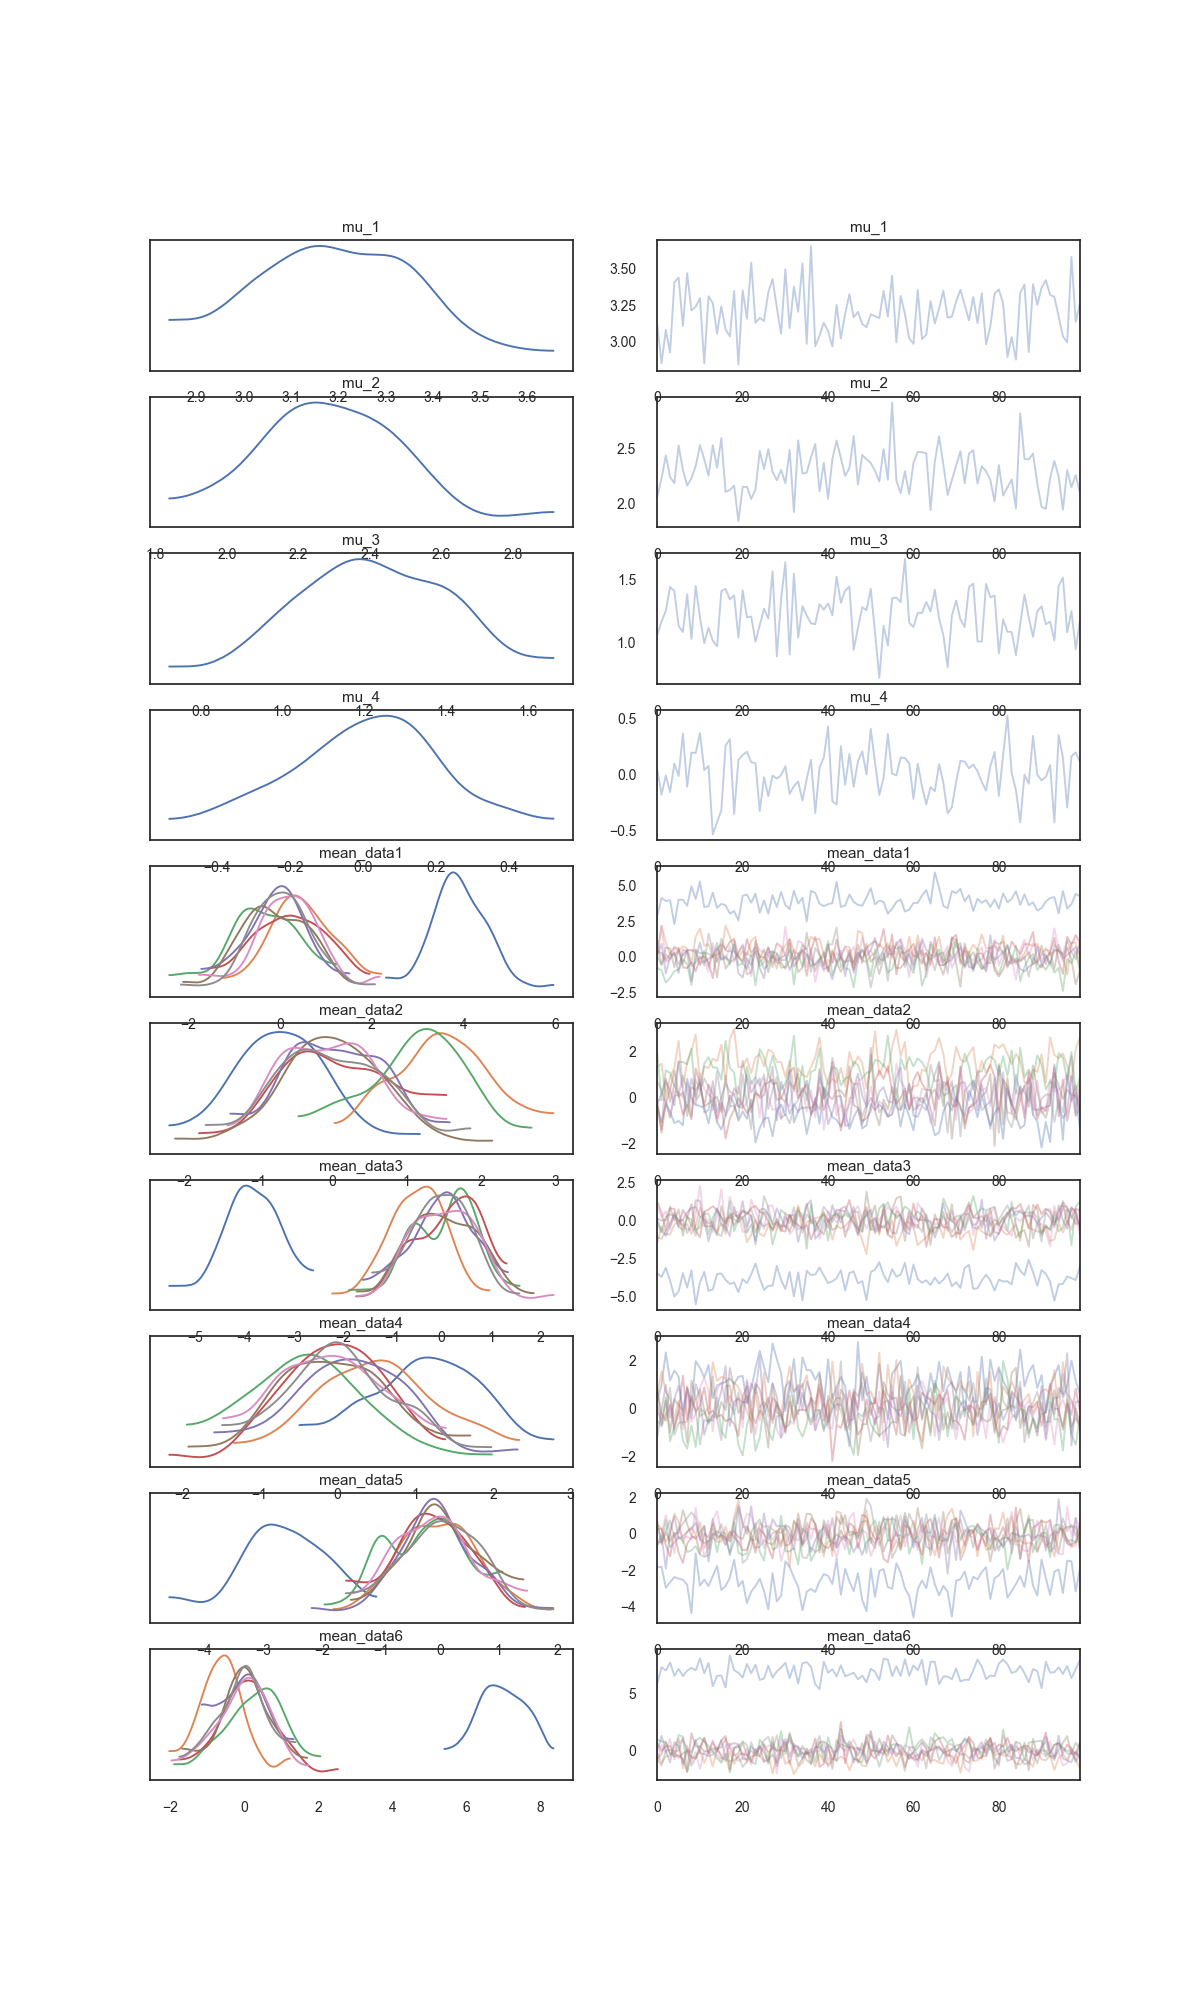 mu_1 mu_1
3.50
3.25
3.00
mu_2 mu_2
2.9 3.0 3.1 3.2 3.3 3.4 3.5 3.6 0 20 40 60 80
2.5
2.0
mu_3 mu_3
1.8 2.0 2.2 2.4 2.6 2.8 0 20 40 60 80
1.5
1.0
mu_4 mu_4
0.8 1.0 1.2 1.4 1.6 0 20 40 60 80
0.5
0.0
−0.5
mean_data1 mean_data1
−0.4 −0.2 0.0 0.2 0.4 0 20 40 60 80
5.0
2.5
0.0
−2.5
mean_data2 mean_data2
−2 0 2 4 6 0 20 40 60 80
2
0
−2
mean_data3 mean_data3
−2 −1 0 1 2 3 0 20 40 60 80
2.5
0.0
−2.5
−5.0
mean_data4 mean_data4
−5 −4 −3 −2 −1 0 1 2 0 20 40 60 80
2
0
−2
mean_data5 mean_data5
−2 −1 0 1 2 3 0 20 40 60 80
2
0
−2
−4
mean_data6 mean_data6
−4 −3 −2 −1 0 1 2 0 20 40 60 80
5
0
−2 0 2 4 6 8 0 20 40 60 80